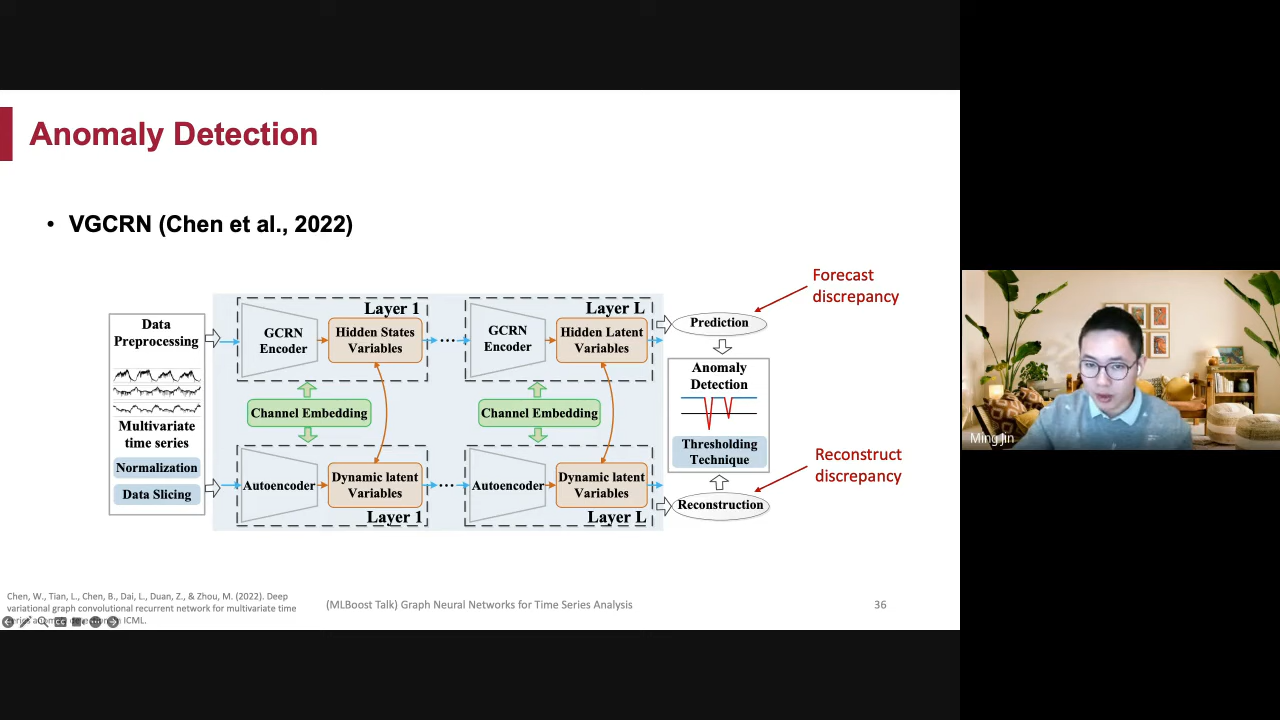 Anomaly Detection
• VGCRN (Chen et al., 2022)
Forecast
discrepancy
Data
Preprocessing
Multivariate
time series
Normalization
Data Slicing
Layer 1
GCRN
Encoder
Hidden States
Variables
...
Layer L
GCRN
Encoder
Hidden Latent
Variables
Prediction
Channel Embedding
Channel Embedding
Anomaly
Detection
Thresholding
Technique
Autoencoder
Dynamic latent
Variables
Layer 1
...
Autoencoder
Dynamic latent
Variables
Layer L
Reconstruction
Reconstruct
discrepancy
Ming Jin
Chen, W., Tian, L., Chen, B., Dai, L., Duan, Z., & Zhou, M. (2022). Deep
variational graph convolutional recurrent network for multivariate time
ICML.
(MLBoost Talk) Graph Neural Networks for Time Series Analysis
36